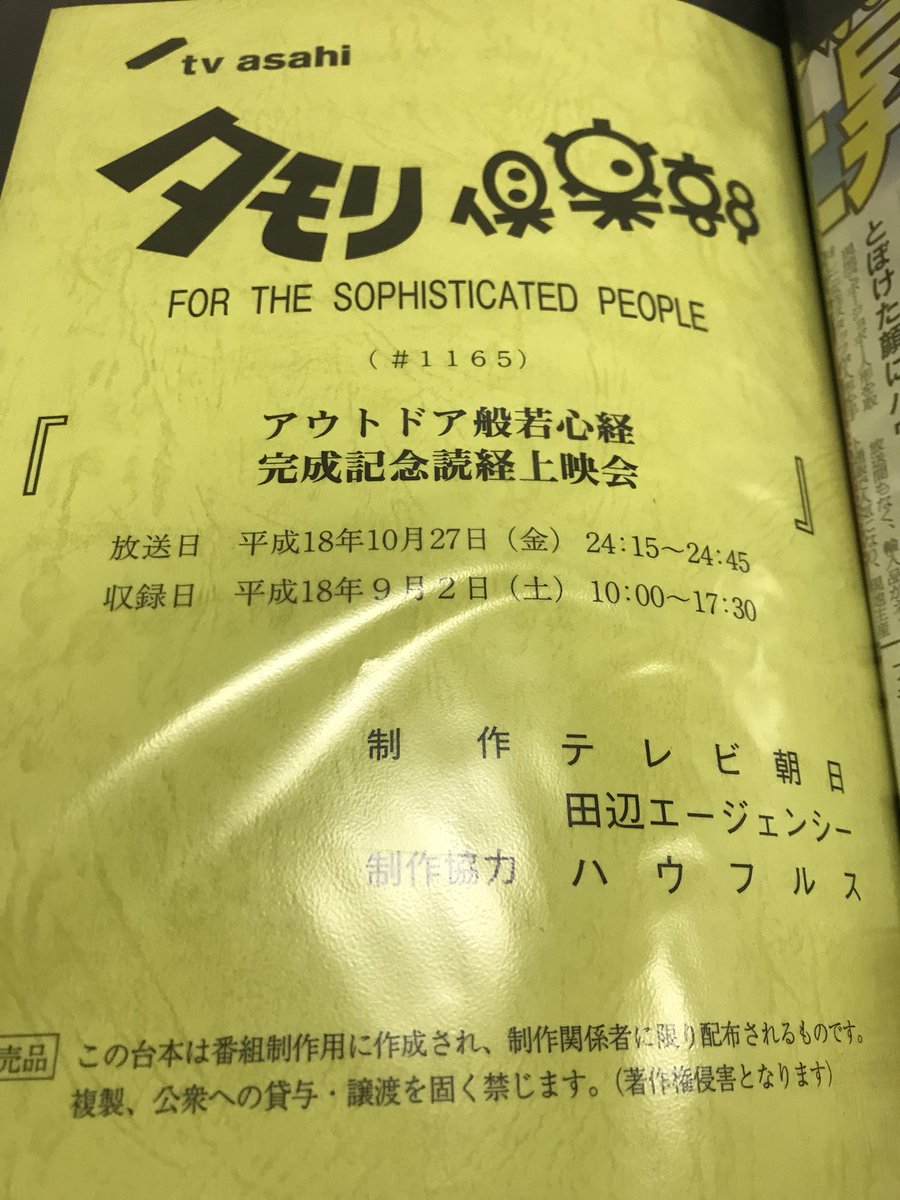 tv asahi
タモリ倶楽部
FOR THE SOPHISTICATED PEOPLE
(#1165)
『アウトドア般若心経
完成記念読経上映会』
放送日 平成18年10月27日(金) 24:15～24:45
収録日 平成18年9月2日(土) 10:00～17:30
制作 テレビ朝日
田辺エージェンシー
制作協力 ハウフルス
売品 この台本は番組制作用に作成され、制作関係者に限り配布されるものです。
複製、公衆への貸与・譲渡を固く禁じます。(著作権侵害となります)
とぼけた顔に